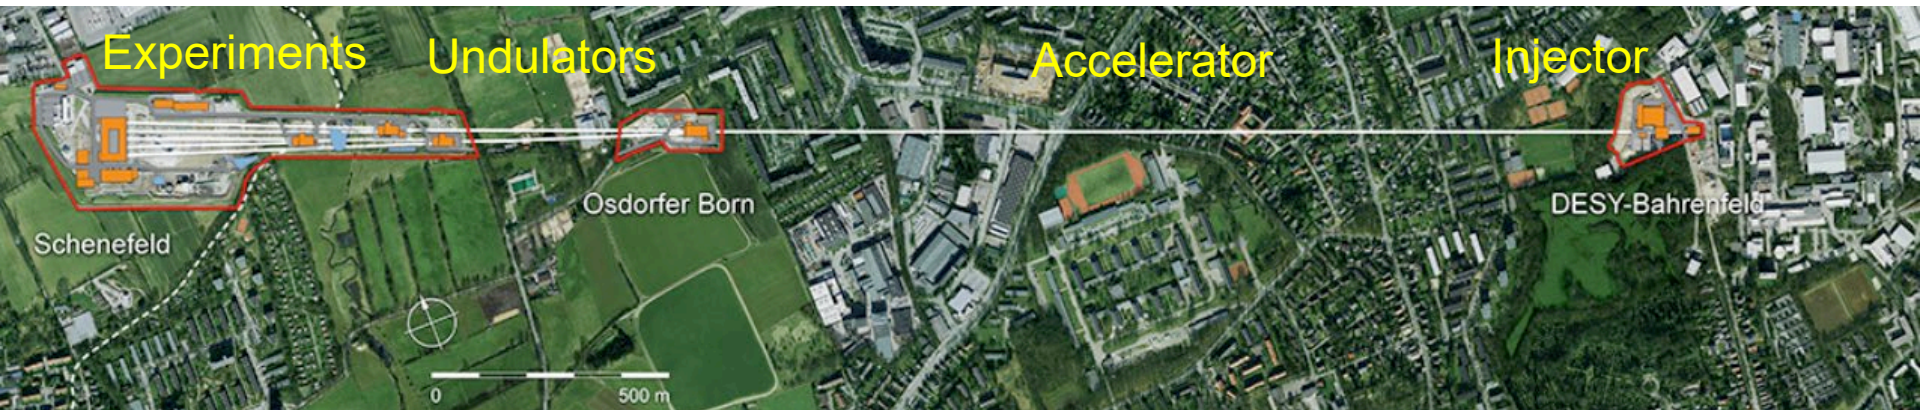 Experiments
Undulators
Accelerator
Injector
Osdorfer Born
DESY-Bahrenfeld
Schenefeld
0
500 m